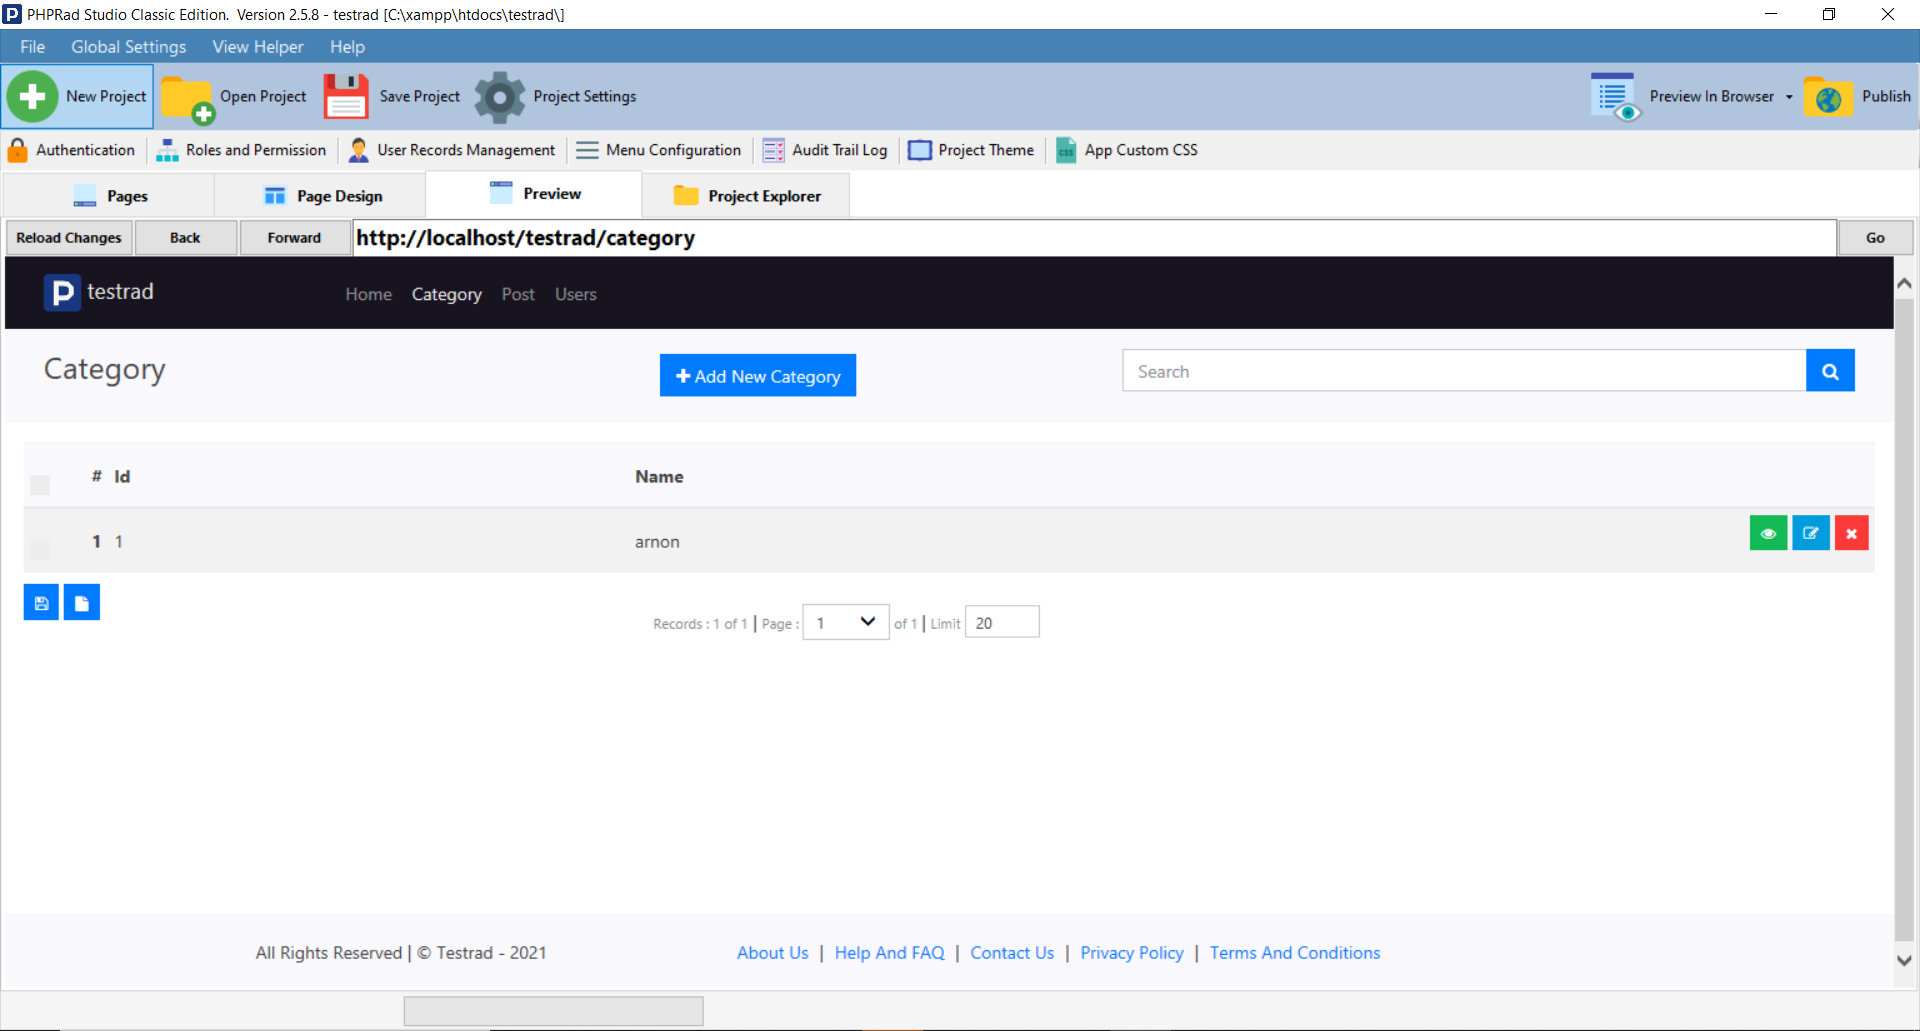 PHPRad Studio Classic Edition.  Version 2.5.8 - testrad [C:\xampp\htdocs\testrad\]
File Global Settings View Helper Help
New Project Open Project Save Project Project Settings Preview In Browser Publish
Authentication Roles and Permission User Records Management Menu Configuration css Audit Trail Log Project Theme App Custom CSS
Pages Page Design Preview Project Explorer
Reload Changes Back Forward http://localhost/testrad/category Go
P testrad Home Category Post Users
Category + Add New Category Search
# Id Name
1 1 arnon
Records : 1 of 1 | Page : 1 of 1 | Limit 20
All Rights Reserved | © Testrad - 2021 About Us | Help And FAQ | Contact Us | Privacy Policy | Terms And Conditions